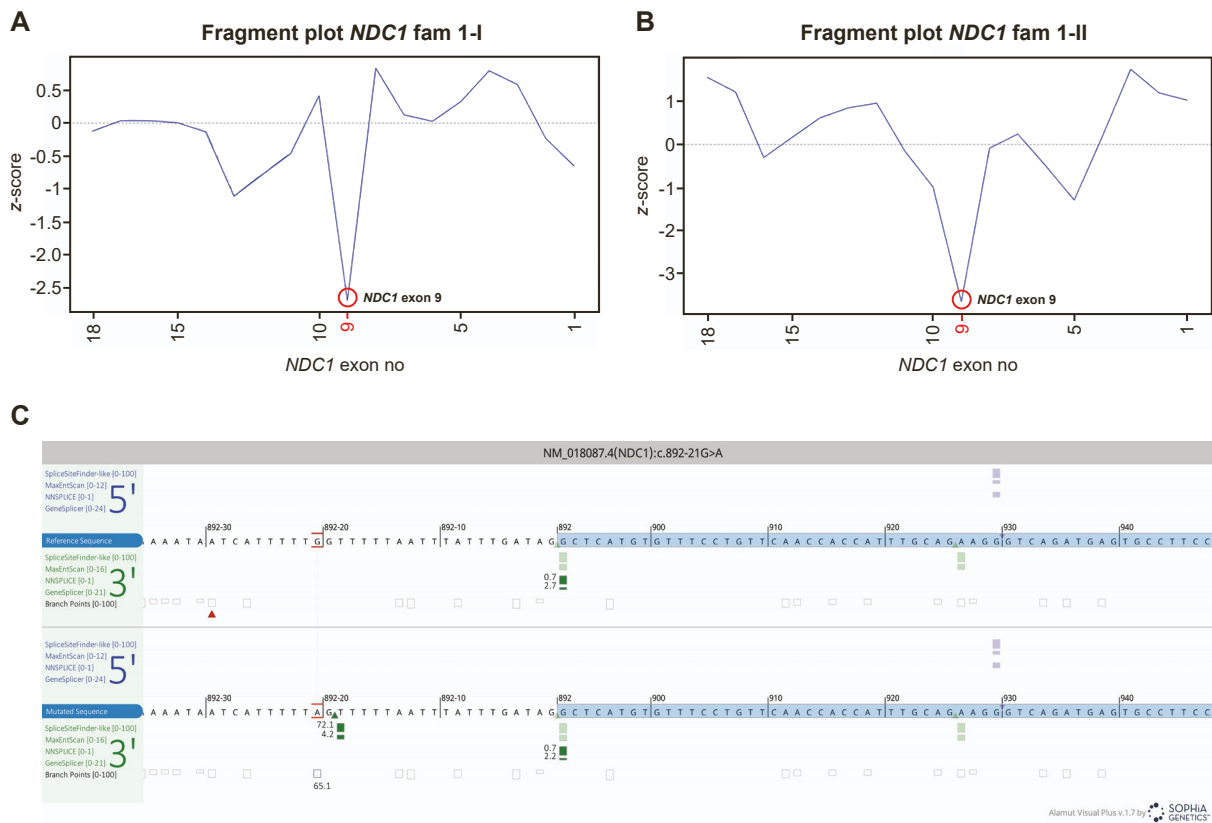 A
Fragment plot NDC1 fam 1-I
z-score
0.5
0
-0.5
-1
-1.5
-2.0
-2.5
NDC1 exon 9
18
15
10
9
5
1
NDC1 exon no
B
Fragment plot NDC1 fam 1-II
z-score
1
0
-1
-2
-3
NDC1 exon 9
18
15
10
9
5
1
NDC1 exon no
C
NM_018087.4(NDC1):c.892-21G>A
SpliceSiteFinder-like [0-100]
MaxEntScan [0-12]
NNSPLICE [0-1]
GeneSplicer [0-24]
5'
892-30 892-20 892-10 892 900 910 920 930 940
Reference Sequence
A A A A T A A T C A T T T T T G G T T T T T A A T T T A T T T G A T A G G C T C A T G T G T T T C C T G T T C A A C C A C C A T T T G C A G A A G G G T C A G A T G A G T G C C T T C C
SpliceSiteFinder-like [0-100]
MaxEntScan [0-16]
NNSPLICE [0-1]
GeneSplicer [0-21]
3'
0.7
2.7
Branch Points [0-100]
SpliceSiteFinder-like [0-100]
MaxEntScan [0-12]
NNSPLICE [0-1]
GeneSplicer [0-24]
5'
892-30 892-20 892-10 892 900 910 920 930 940
Mutated Sequence
A A A A T A A T C A T T T T T A G T T T T T A A T T T A T T T G A T A G G C T C A T G T G T T T C C T G T T C A A C C A C C A T T T G C A G A A G G G T C A G A T G A G T G C C T T C C
SpliceSiteFinder-like [0-100]
MaxEntScan [0-16]
NNSPLICE [0-1]
GeneSplicer [0-21]
3'
72.1
4.2
0.7
2.2
Branch Points [0-100]
65.1
Alamut Visual Plus v.1.7 by SOPHiA GENETICS™